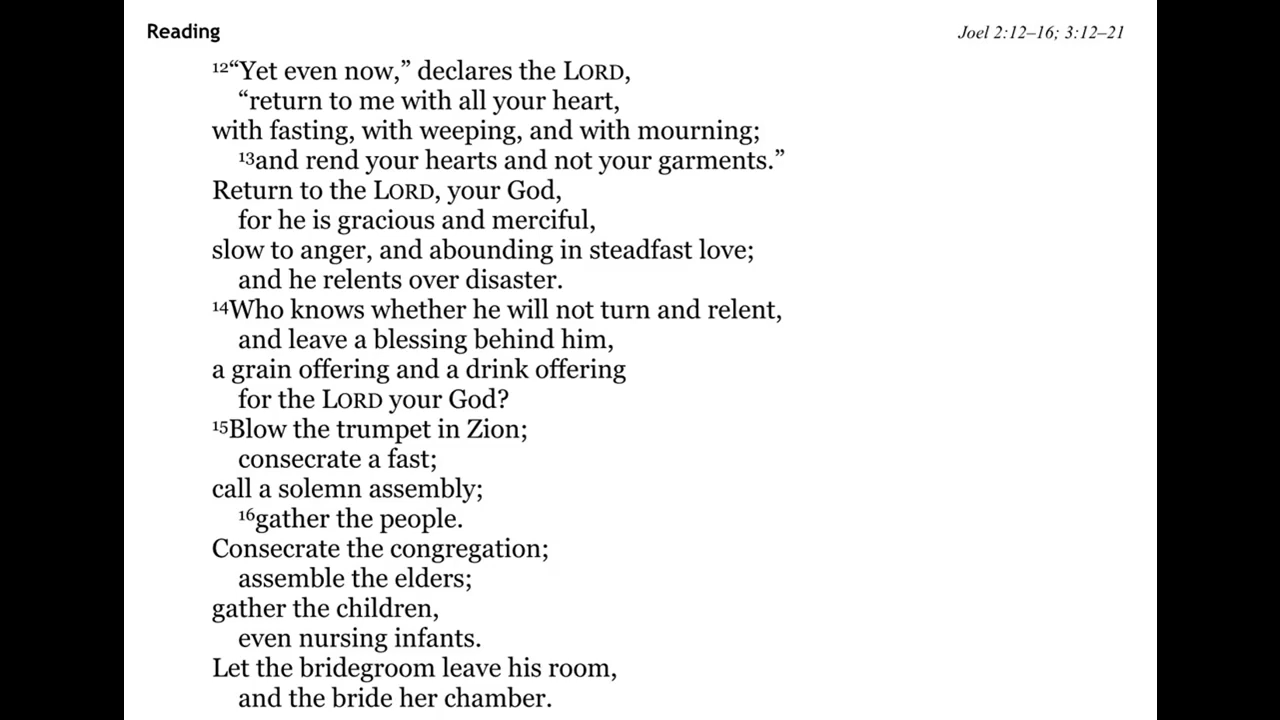 Reading
Joel 2:12–16; 3:12–21
¹²“Yet even now,” declares the LORD,
“return to me with all your heart,
with fasting, with weeping, and with mourning;
¹³and rend your hearts and not your garments.”
Return to the LORD, your God,
for he is gracious and merciful,
slow to anger, and abounding in steadfast love;
and he relents over disaster.
¹⁴Who knows whether he will not turn and relent,
and leave a blessing behind him,
a grain offering and a drink offering
for the LORD your God?
¹⁵Blow the trumpet in Zion;
consecrate a fast;
call a solemn assembly;
¹⁶gather the people.
Consecrate the congregation;
assemble the elders;
gather the children,
even nursing infants.
Let the bridegroom leave his room,
and the bride her chamber.